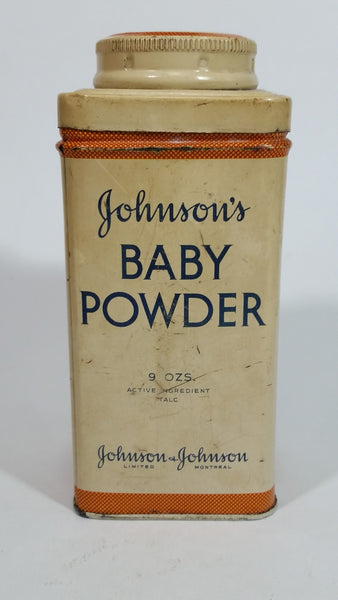 Johnson's
BABY
POWDER
9 OZS.
ACTIVE INGREDIENT
TALC
Johnson & Johnson
LIMITED MONTREAL